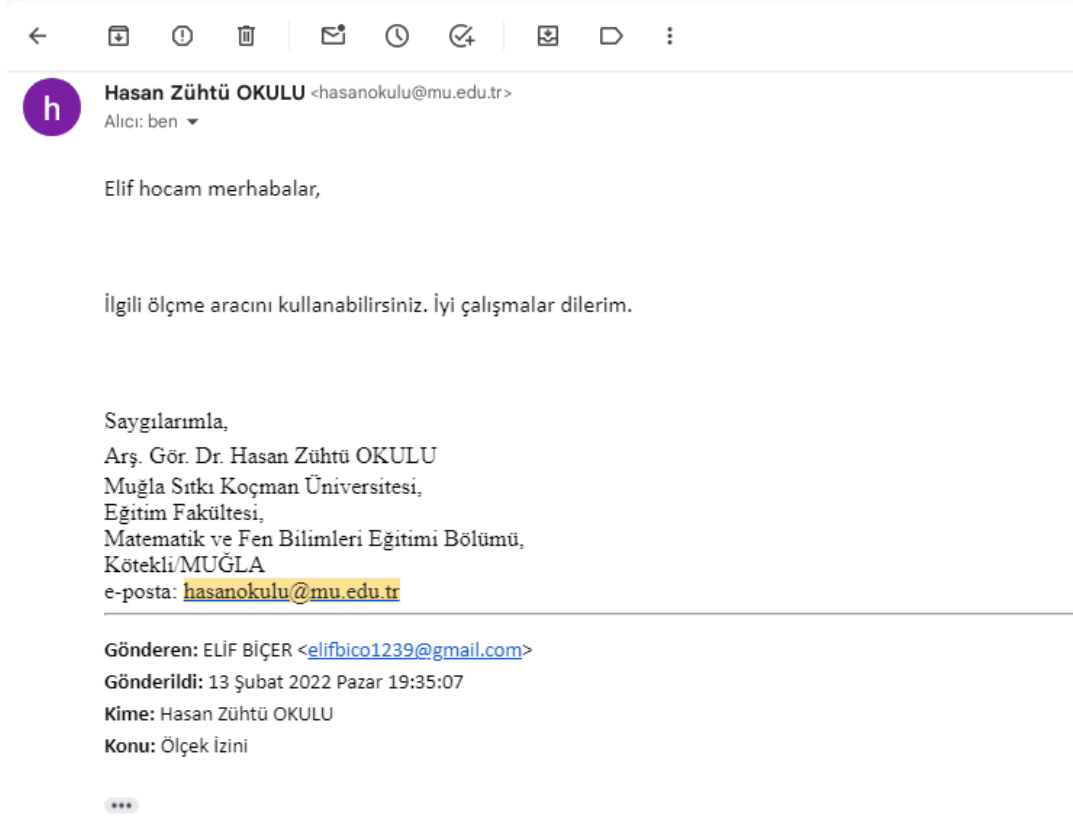 h
Hasan Zühtü OKULU <hasanokulu@mu.edu.tr>
Alıcı: ben
Elif hocam merhabalar,
İlgili ölçme aracını kullanabilirsiniz. İyi çalışmalar dilerim.
Saygılarımla,
Arş. Gör. Dr. Hasan Zühtü OKULU
Muğla Sıtkı Koçman Üniversitesi,
Eğitim Fakültesi,
Matematik ve Fen Bilimleri Eğitimi Bölümü,
Kötekli/MUĞLA
e-posta: hasanokulu@mu.edu.tr
Gönderen: ELİF BİÇER <elifbico1239@gmail.com>
Gönderildi: 13 Şubat 2022 Pazar 19:35:07
Kime: Hasan Zühtü OKULU
Konu: Ölçek İzini